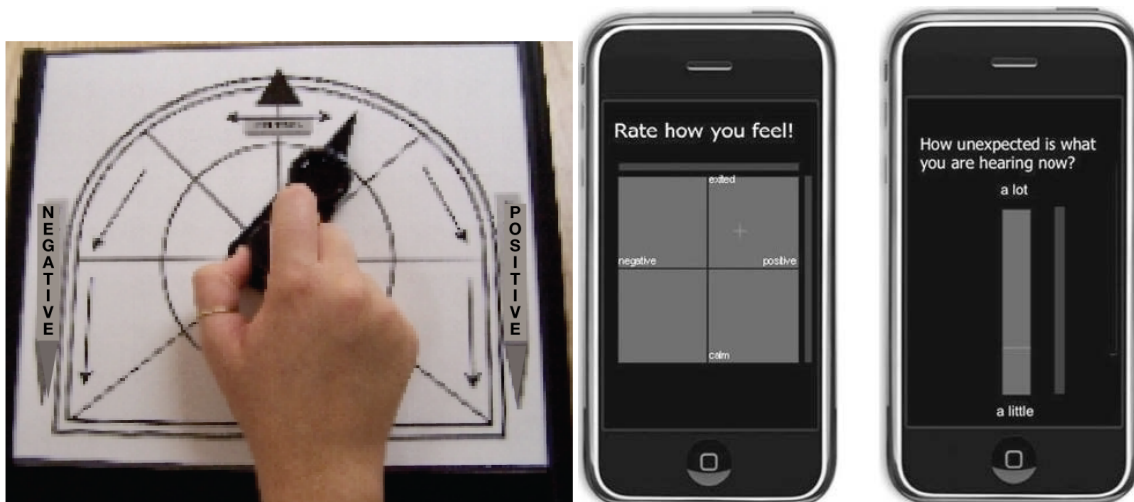 NEGATIVE
POSITIVE
Rate how you feel!
exited
negative
positive
calm
How unexpected is what
you are hearing now?
a lot
a little